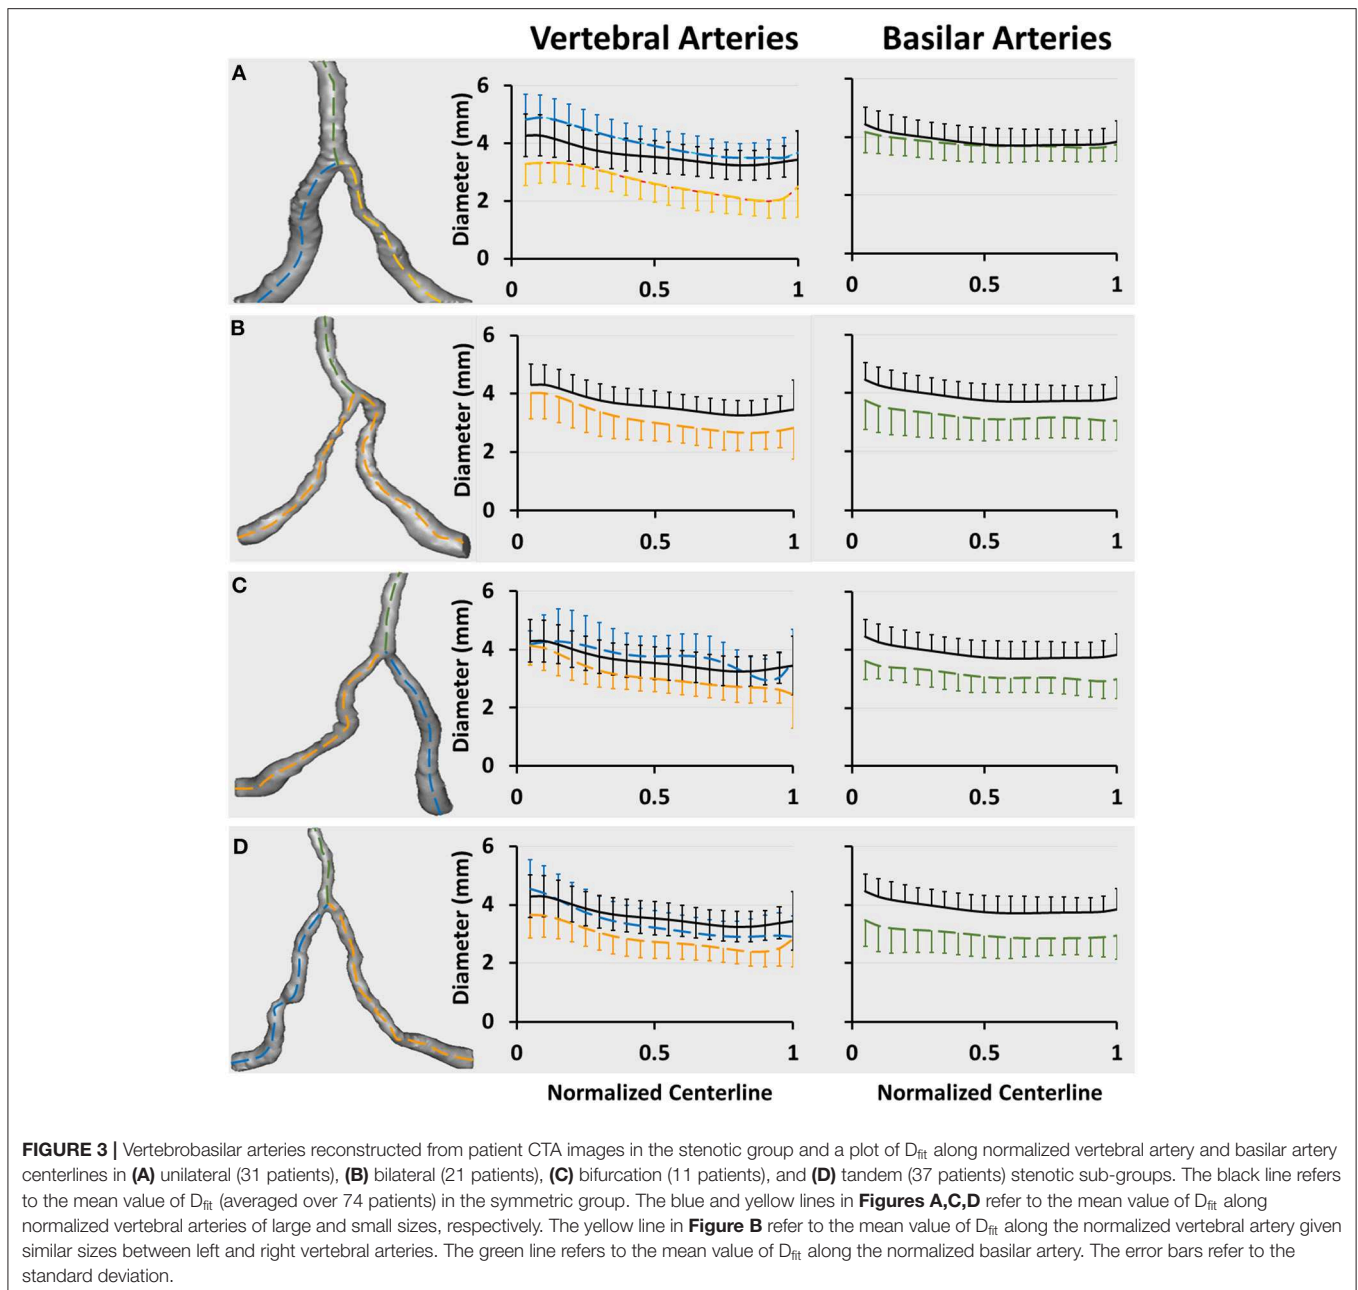 Vertebral Arteries Basilar Arteries
A
Diameter (mm)
6
4
2
0
0 0.5 1
0 0.5 1
B
Diameter (mm)
6
4
2
0
0 0.5 1
0 0.5 1
C
Diameter (mm)
6
4
2
0
0 0.5 1
0 0.5 1
D
Diameter (mm)
6
4
2
0
0 0.5 1
0 0.5 1
Normalized Centerline Normalized Centerline
FIGURE 3 | Vertebrobasilar arteries reconstructed from patient CTA images in the stenotic group and a plot of Dfit along normalized vertebral artery and basilar artery
centerlines in (A) unilateral (31 patients), (B) bilateral (21 patients), (C) bifurcation (11 patients), and (D) tandem (37 patients) stenotic sub-groups. The black line refers
to the mean value of Dfit (averaged over 74 patients) in the symmetric group. The blue and yellow lines in Figures A,C,D refer to the mean value of Dfit along
normalized vertebral arteries of large and small sizes, respectively. The yellow line in Figure B refer to the mean value of Dfit along the normalized vertebral artery given
similar sizes between left and right vertebral arteries. The green line refers to the mean value of Dfit along the normalized basilar artery. The error bars refer to the
standard deviation.